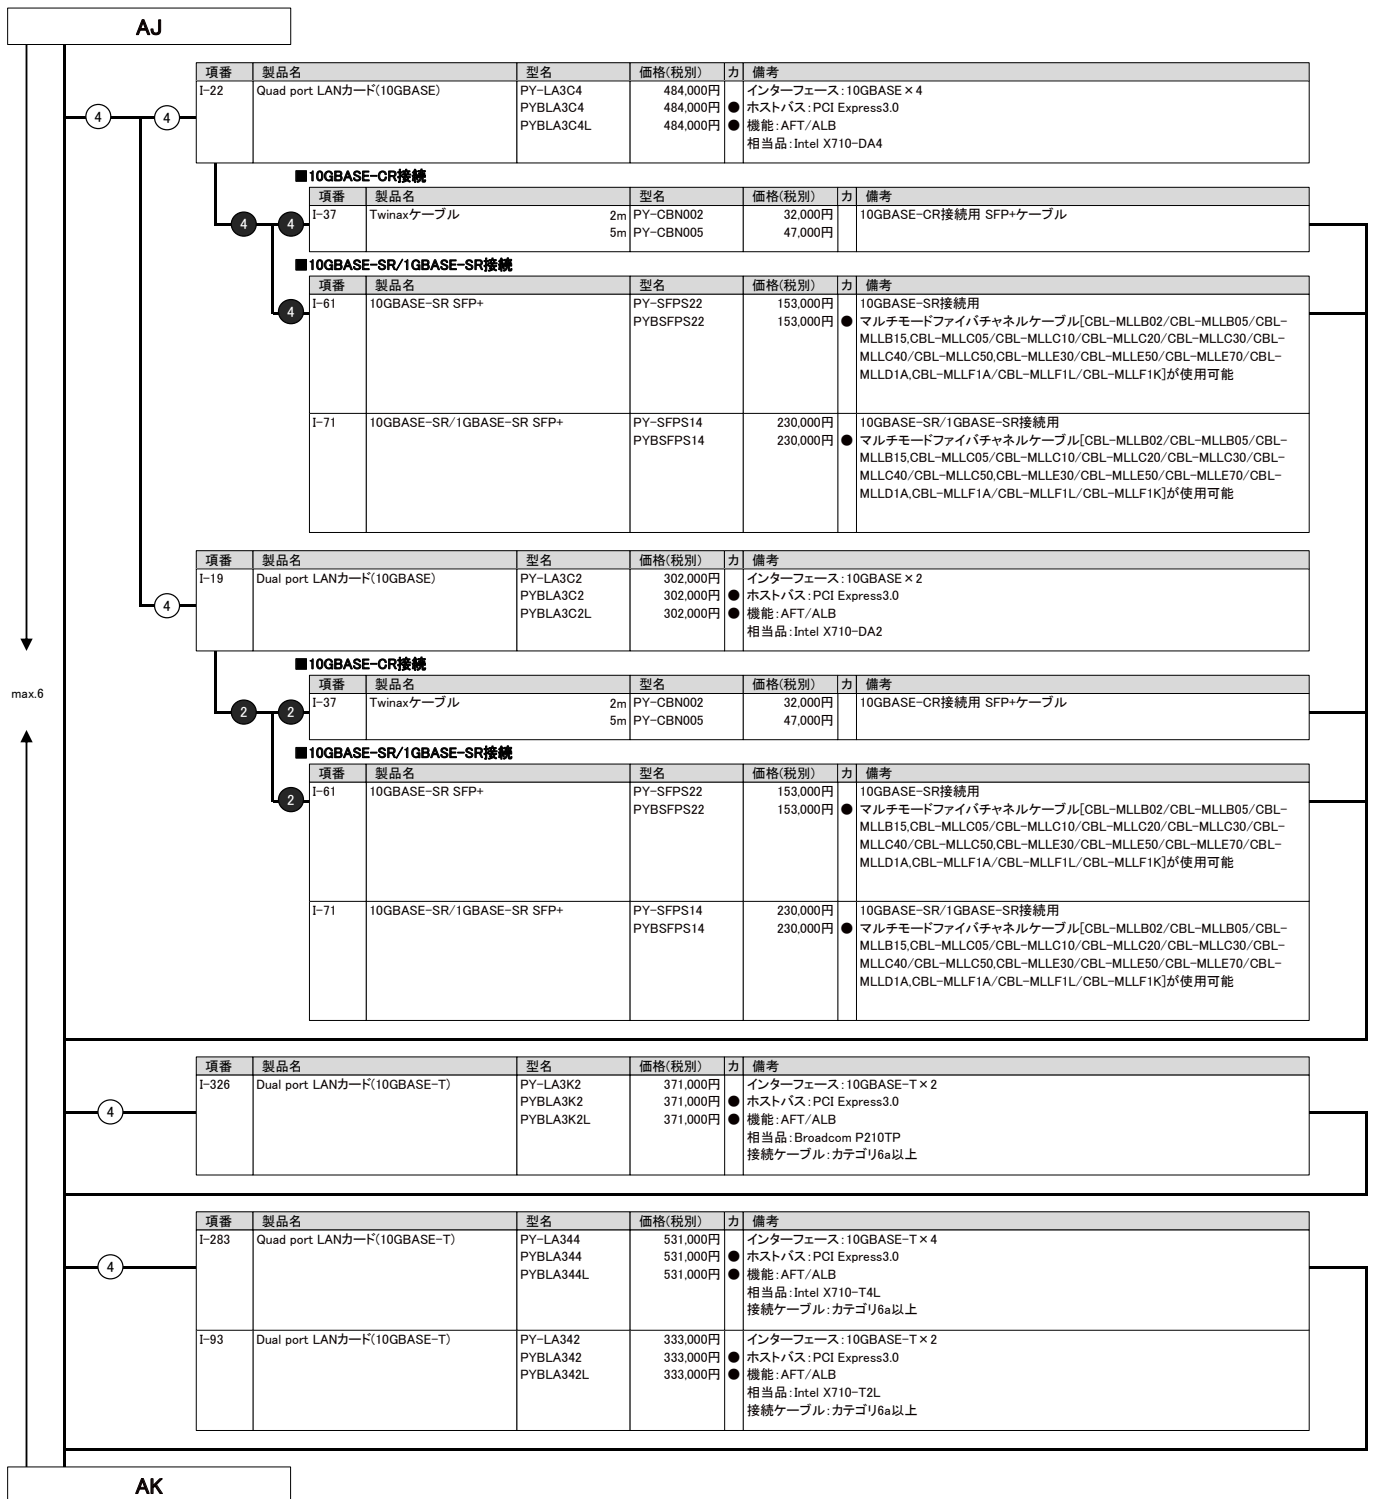 AJ
項番 製品名 型名 価格(税別) カ 備考
I-22 Quad port LANカード(10GBASE) PY-LA3C4 484,000円 インターフェース:10GBASE×4
PYBLA3C4 484,000円 ● ホストバス:PCI Express3.0
PYBLA3C4L 484,000円 ● 機能:AFT/ALB
相当品:Intel X710-DA4
4 4
■10GBASE-CR接続
項番 製品名 型名 価格(税別) カ 備考
I-37 Twinaxケーブル 2m PY-CBN002 32,000円 10GBASE-CR接続用 SFP+ケーブル
5m PY-CBN005 47,000円
4 4
■10GBASE-SR/1GBASE-SR接続
項番 製品名 型名 価格(税別) カ 備考
I-61 10GBASE-SR SFP+ PY-SFPS22 153,000円 10GBASE-SR接続用
PYBSFPS22 153,000円 ● マルチモードファイバチャネルケーブル[CBL-MLLB02/CBL-MLLB05/CBL-
MLLB15,CBL-MLLC05/CBL-MLLC10/CBL-MLLC20/CBL-MLLC30/CBL-
MLLC40/CBL-MLLC50,CBL-MLLE30/CBL-MLLE50/CBL-MLLE70/CBL-
MLLD1A,CBL-MLLF1A/CBL-MLLF1L/CBL-MLLF1K]が使用可能
4
I-71 10GBASE-SR/1GBASE-SR SFP+ PY-SFPS14 230,000円 10GBASE-SR/1GBASE-SR接続用
PYBSFPS14 230,000円 ● マルチモードファイバチャネルケーブル[CBL-MLLB02/CBL-MLLB05/CBL-
MLLB15,CBL-MLLC05/CBL-MLLC10/CBL-MLLC20/CBL-MLLC30/CBL-
MLLC40/CBL-MLLC50,CBL-MLLE30/CBL-MLLE50/CBL-MLLE70/CBL-
MLLD1A,CBL-MLLF1A/CBL-MLLF1L/CBL-MLLF1K]が使用可能
項番 製品名 型名 価格(税別) カ 備考
I-19 Dual port LANカード(10GBASE) PY-LA3C2 302,000円 インターフェース:10GBASE×2
PYBLA3C2 302,000円 ● ホストバス:PCI Express3.0
PYBLA3C2L 302,000円 ● 機能:AFT/ALB
相当品:Intel X710-DA2
4
max.6
■10GBASE-CR接続
項番 製品名 型名 価格(税別) カ 備考
I-37 Twinaxケーブル 2m PY-CBN002 32,000円 10GBASE-CR接続用 SFP+ケーブル
5m PY-CBN005 47,000円
2 2
■10GBASE-SR/1GBASE-SR接続
項番 製品名 型名 価格(税別) カ 備考
I-61 10GBASE-SR SFP+ PY-SFPS22 153,000円 10GBASE-SR接続用
PYBSFPS22 153,000円 ● マルチモードファイバチャネルケーブル[CBL-MLLB02/CBL-MLLB05/CBL-
MLLB15,CBL-MLLC05/CBL-MLLC10/CBL-MLLC20/CBL-MLLC30/CBL-
MLLC40/CBL-MLLC50,CBL-MLLE30/CBL-MLLE50/CBL-MLLE70/CBL-
MLLD1A,CBL-MLLF1A/CBL-MLLF1L/CBL-MLLF1K]が使用可能
2
I-71 10GBASE-SR/1GBASE-SR SFP+ PY-SFPS14 230,000円 10GBASE-SR/1GBASE-SR接続用
PYBSFPS14 230,000円 ● マルチモードファイバチャネルケーブル[CBL-MLLB02/CBL-MLLB05/CBL-
MLLB15,CBL-MLLC05/CBL-MLLC10/CBL-MLLC20/CBL-MLLC30/CBL-
MLLC40/CBL-MLLC50,CBL-MLLE30/CBL-MLLE50/CBL-MLLE70/CBL-
MLLD1A,CBL-MLLF1A/CBL-MLLF1L/CBL-MLLF1K]が使用可能
項番 製品名 型名 価格(税別) カ 備考
I-326 Dual port LANカード(10GBASE-T) PY-LA3K2 371,000円 インターフェース:10GBASE-T×2
PYBLA3K2 371,000円 ● ホストバス:PCI Express3.0
PYBLA3K2L 371,000円 ● 機能:AFT/ALB
相当品:Broadcom P210TP
接続ケーブル:カテゴリ6a以上
4
項番 製品名 型名 価格(税別) カ 備考
I-283 Quad port LANカード(10GBASE-T) PY-LA344 531,000円 インターフェース:10GBASE-T×4
PYBLA344 531,000円 ● ホストバス:PCI Express3.0
PYBLA344L 531,000円 ● 機能:AFT/ALB
相当品:Intel X710-T4L
接続ケーブル:カテゴリ6a以上
4
I-93 Dual port LANカード(10GBASE-T) PY-LA342 333,000円 インターフェース:10GBASE-T×2
PYBLA342 333,000円 ● ホストバス:PCI Express3.0
PYBLA342L 333,000円 ● 機能:AFT/ALB
相当品:Intel X710-T2L
接続ケーブル:カテゴリ6a以上
AK